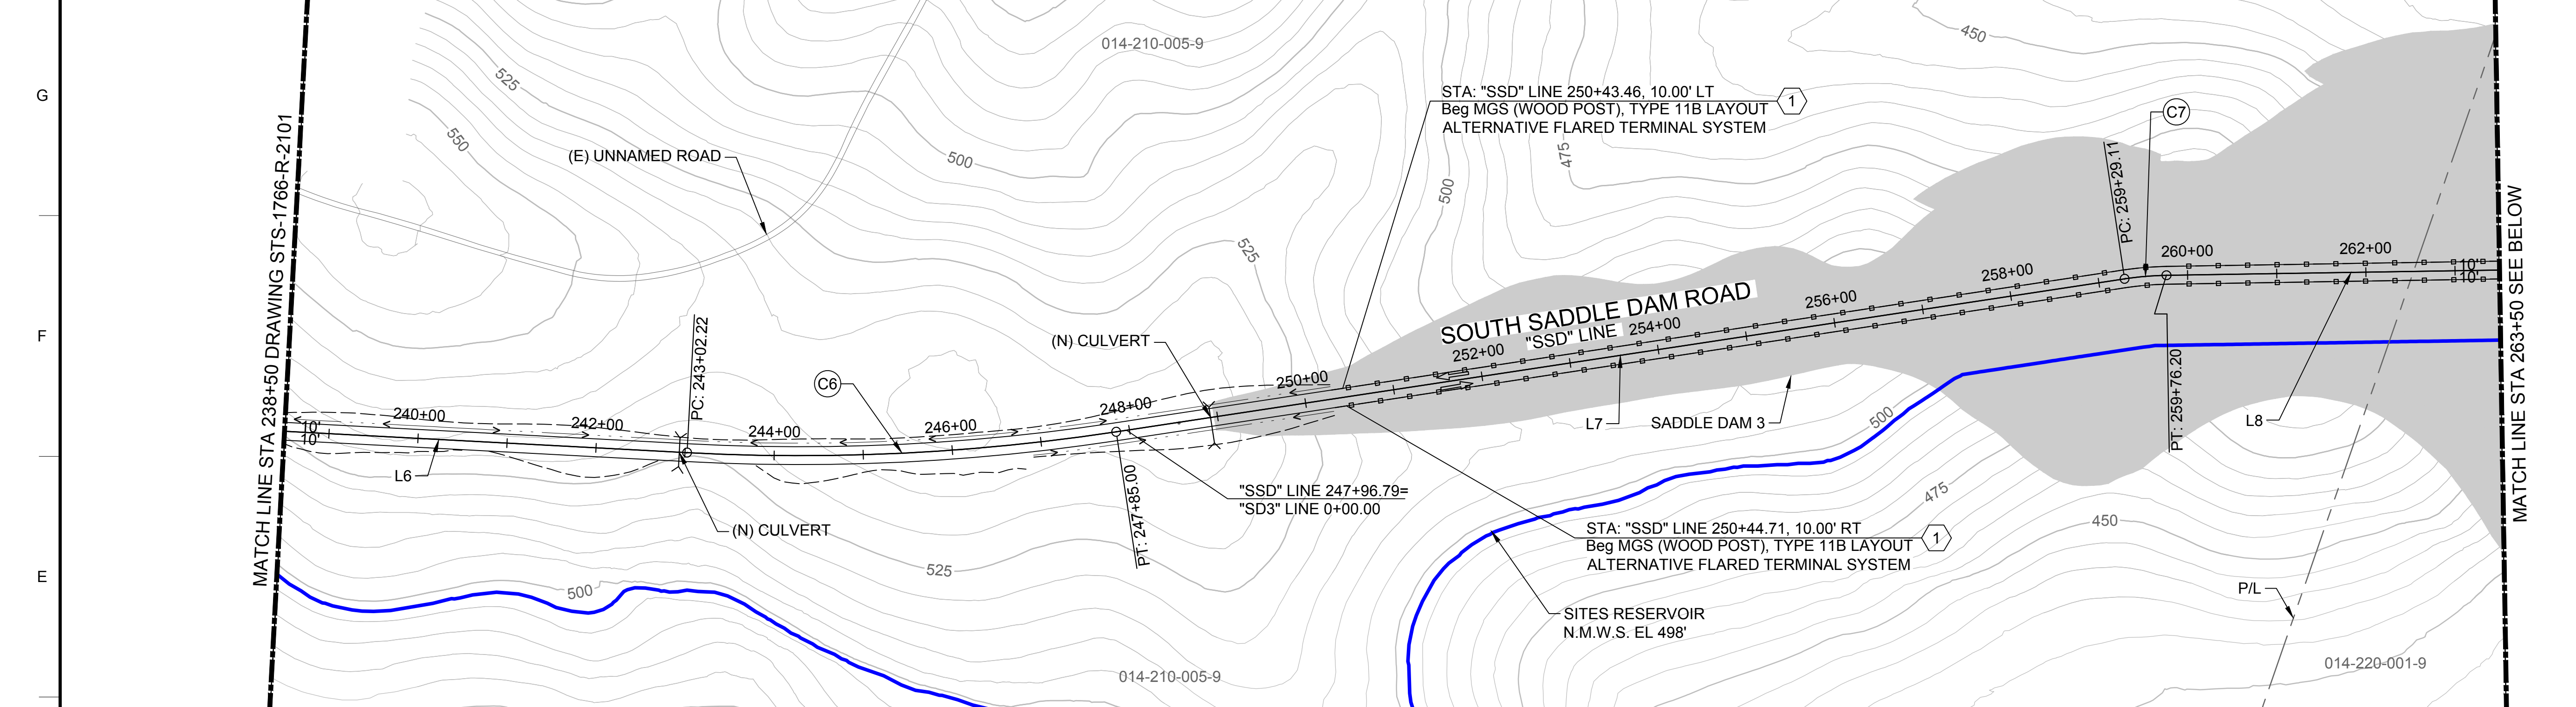 G
F
E
MATCH LINE STA 238+50 DRAWING STS-1766-R-2101
525
550
(E) UNNAMED ROAD
500
014-210-005-9
525
STA: "SSD" LINE 250+43.46, 10.00' LT
Beg MGS (WOOD POST), TYPE 11B LAYOUT
ALTERNATIVE FLARED TERMINAL SYSTEM
1
500
475
450
C7
PC: 259+29.11
260+00
262+00
10'
10'
MATCH LINE STA 263+50 SEE BELOW
258+00
256+00
SOUTH SADDLE DAM ROAD
"SSD" LINE
254+00
252+00
250+00
(N) CULVERT
248+00
246+00
C6
244+00
PC: 243+02.22
242+00
240+00
10'
10'
L6
(N) CULVERT
PT: 247+85.00
"SSD" LINE 247+96.79=
"SD3" LINE 0+00.00
L7
SADDLE DAM 3
500
PT: 259+76.20
L8
475
450
STA: "SSD" LINE 250+44.71, 10.00' RT
Beg MGS (WOOD POST), TYPE 11B LAYOUT
ALTERNATIVE FLARED TERMINAL SYSTEM
1
525
500
SITES RESERVOIR
N.M.W.S. EL 498'
P/L
014-210-005-9
014-220-001-9